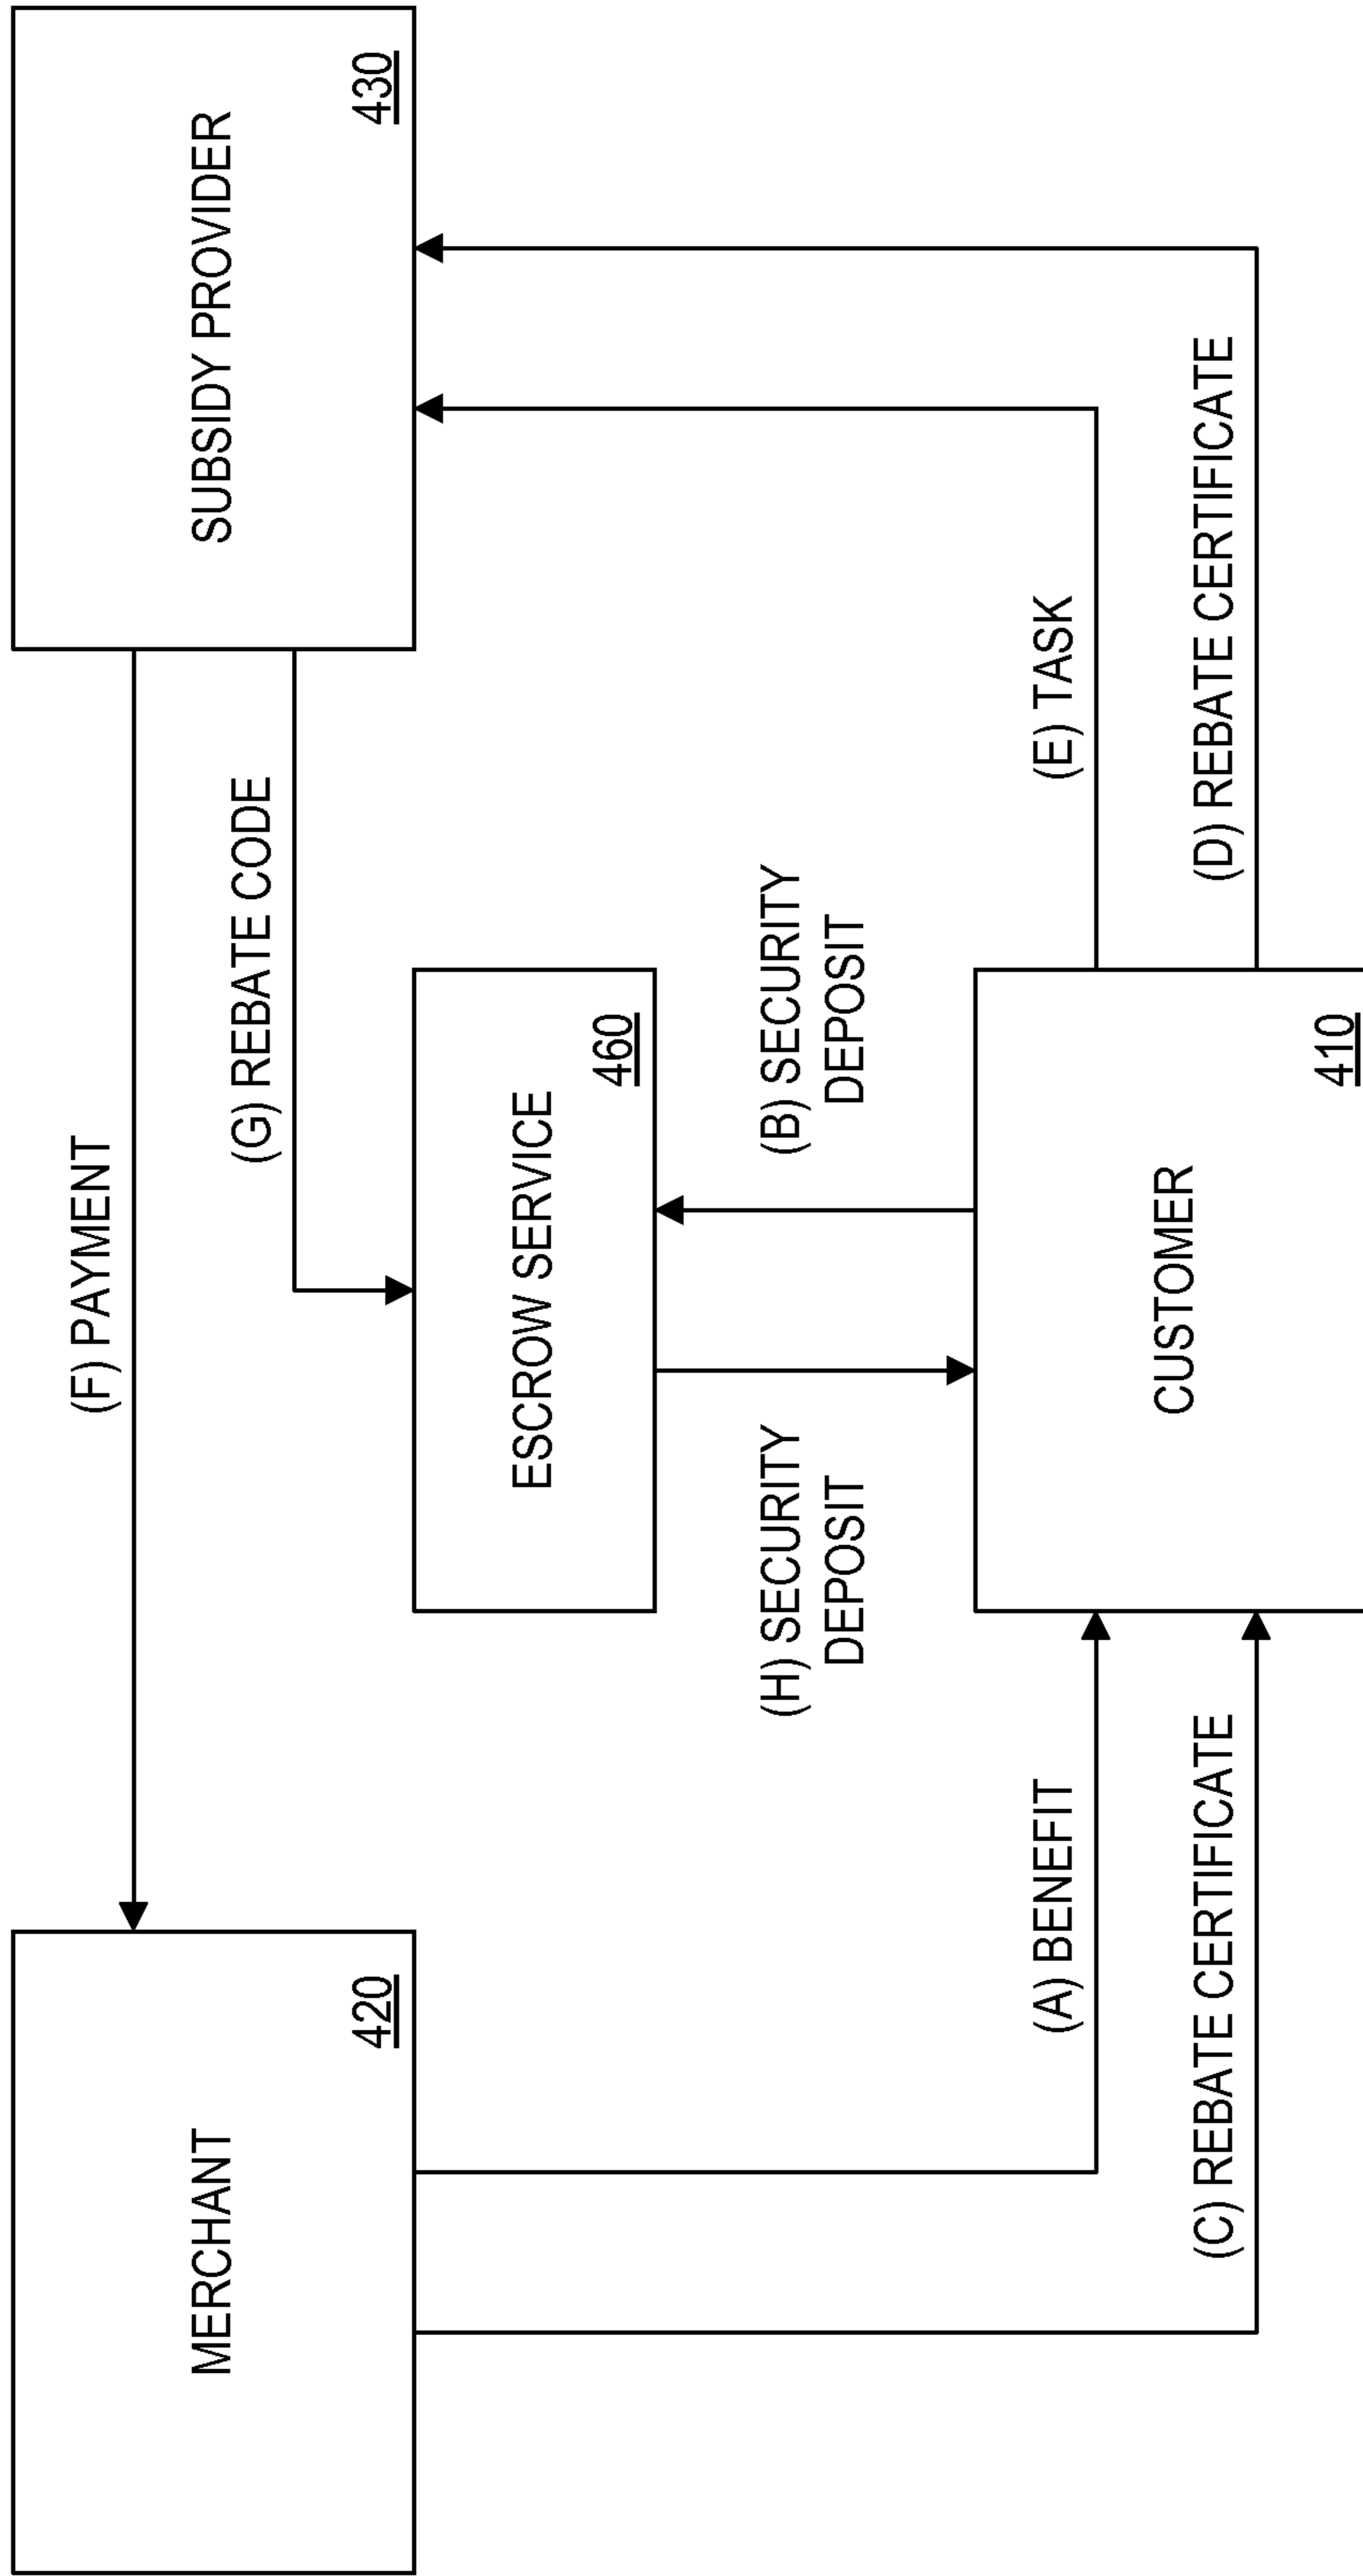 (F) PAYMENT
MERCHANT
420
SUBSIDY PROVIDER
430
(G) REBATE CODE
ESCROW SERVICE
460
(H) SECURITY
DEPOSIT
(B) SECURITY
DEPOSIT
(A) BENEFIT
(E) TASK
(C) REBATE CERTIFICATE
CUSTOMER
410
(D) REBATE CERTIFICATE